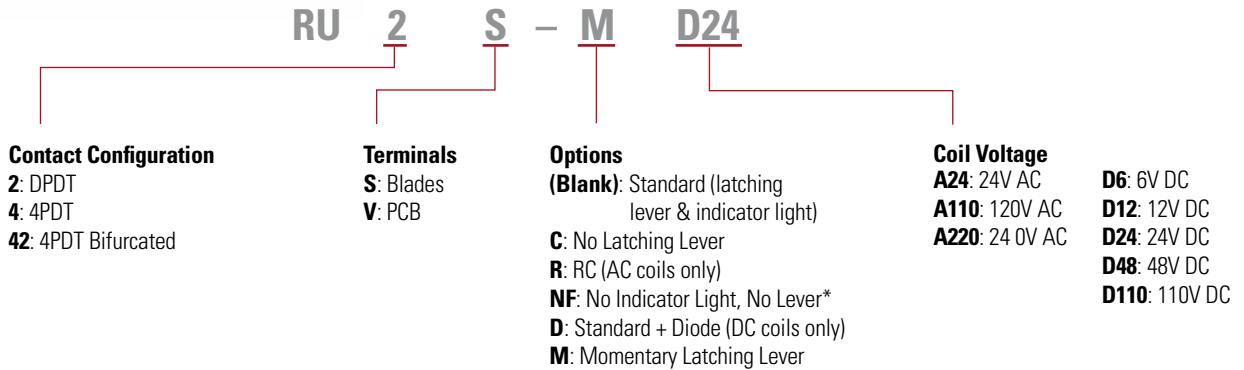 RU 2 S – M D24
Contact Configuration
2: DPDT
4: 4PDT
42: 4PDT Bifurcated
Terminals
S: Blades
V: PCB
Options
(Blank): Standard (latching
lever & indicator light)
C: No Latching Lever
R: RC (AC coils only)
NF: No Indicator Light, No Lever*
D: Standard + Diode (DC coils only)
M: Momentary Latching Lever
Coil Voltage
A24: 24V AC
A110: 120V AC
A220: 24 0V AC
D6: 6V DC
D12: 12V DC
D24: 24V DC
D48: 48V DC
D110: 110V DC